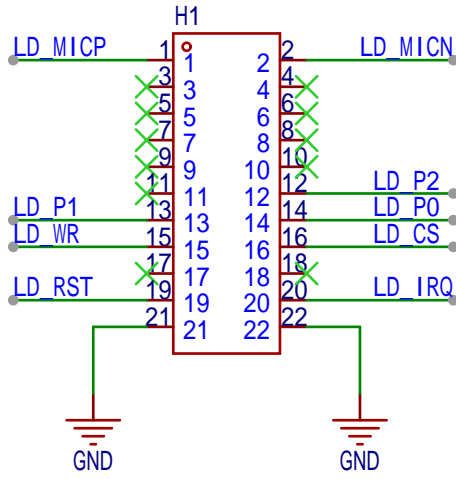 H1
LD_MICP 1 1 2 2 LD_MICN
3 3 4 4
5 5 6 6
7 7 8 8
9 9 10 10
11 11 12 12 LD_P2
LD_P1 13 13 14 14 LD_P0
LD_WR 15 15 16 16 LD_CS
17 17 18 18
LD_RST 19 19 20 20 LD_IRQ
21 21 22 22
GND GND